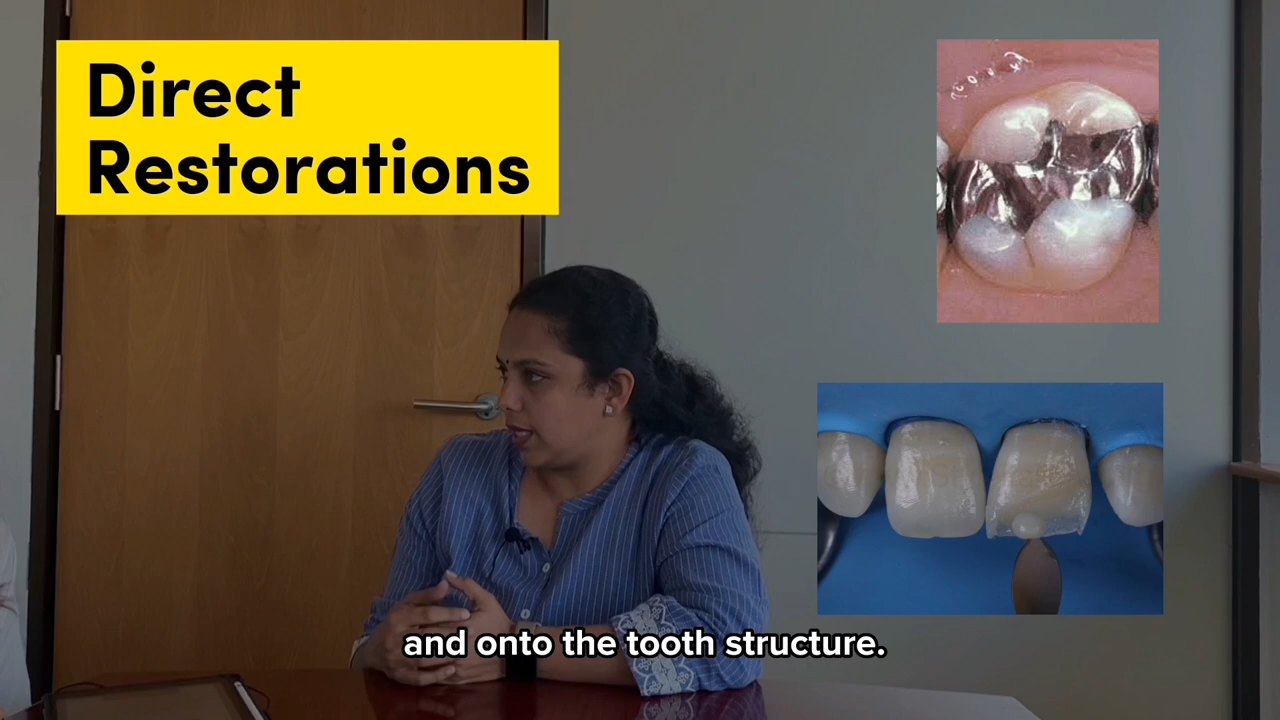 Direct
Restorations
and onto the tooth structure.